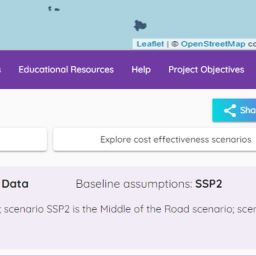 Leaflet | © OpenStreetMap co
Educational Resources Help Project Objectives
Sha
Explore cost effectiveness scenarios
Data Baseline assumptions: SSP2
scenario SSP2 is the Middle of the Road scenario; scen